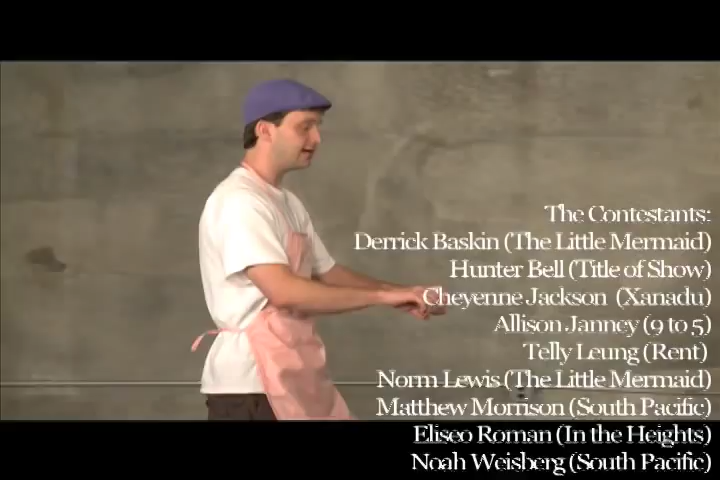 The Contestants:
Derrick Baskin (The Little Mermaid)
Hunter Bell (Title of Show)
Cheyenne Jackson (Xanadu)
Allison Janney (9 to 5)
Telly Leung (Rent )
Norm Lewis (The Little Mermaid)
Matthew Morrison (South Pacific)
Eliseo Roman (In the Heights)
Noah Weisberg (South Pacific)